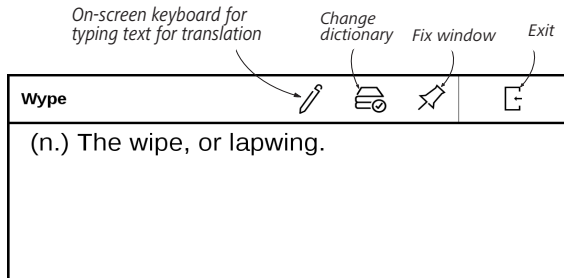 On-screen keyboard for
typing text for translation
Change
dictionary
Fix window
Exit
Wype
(n.) The wipe, or lapwing.